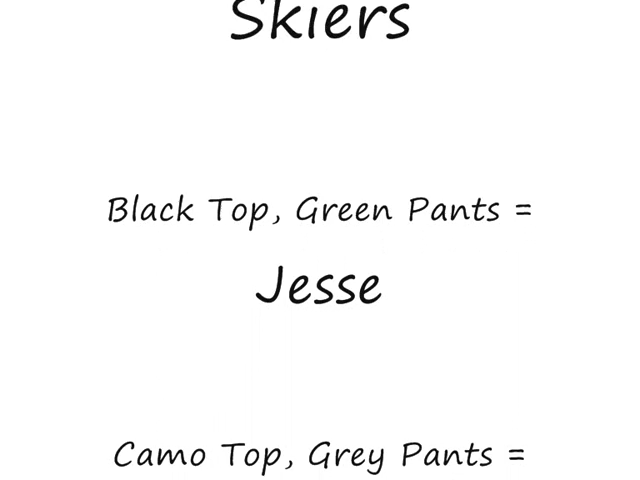 Skiers
Black Top, Green Pants =
Jesse
Camo Top, Grey Pants =